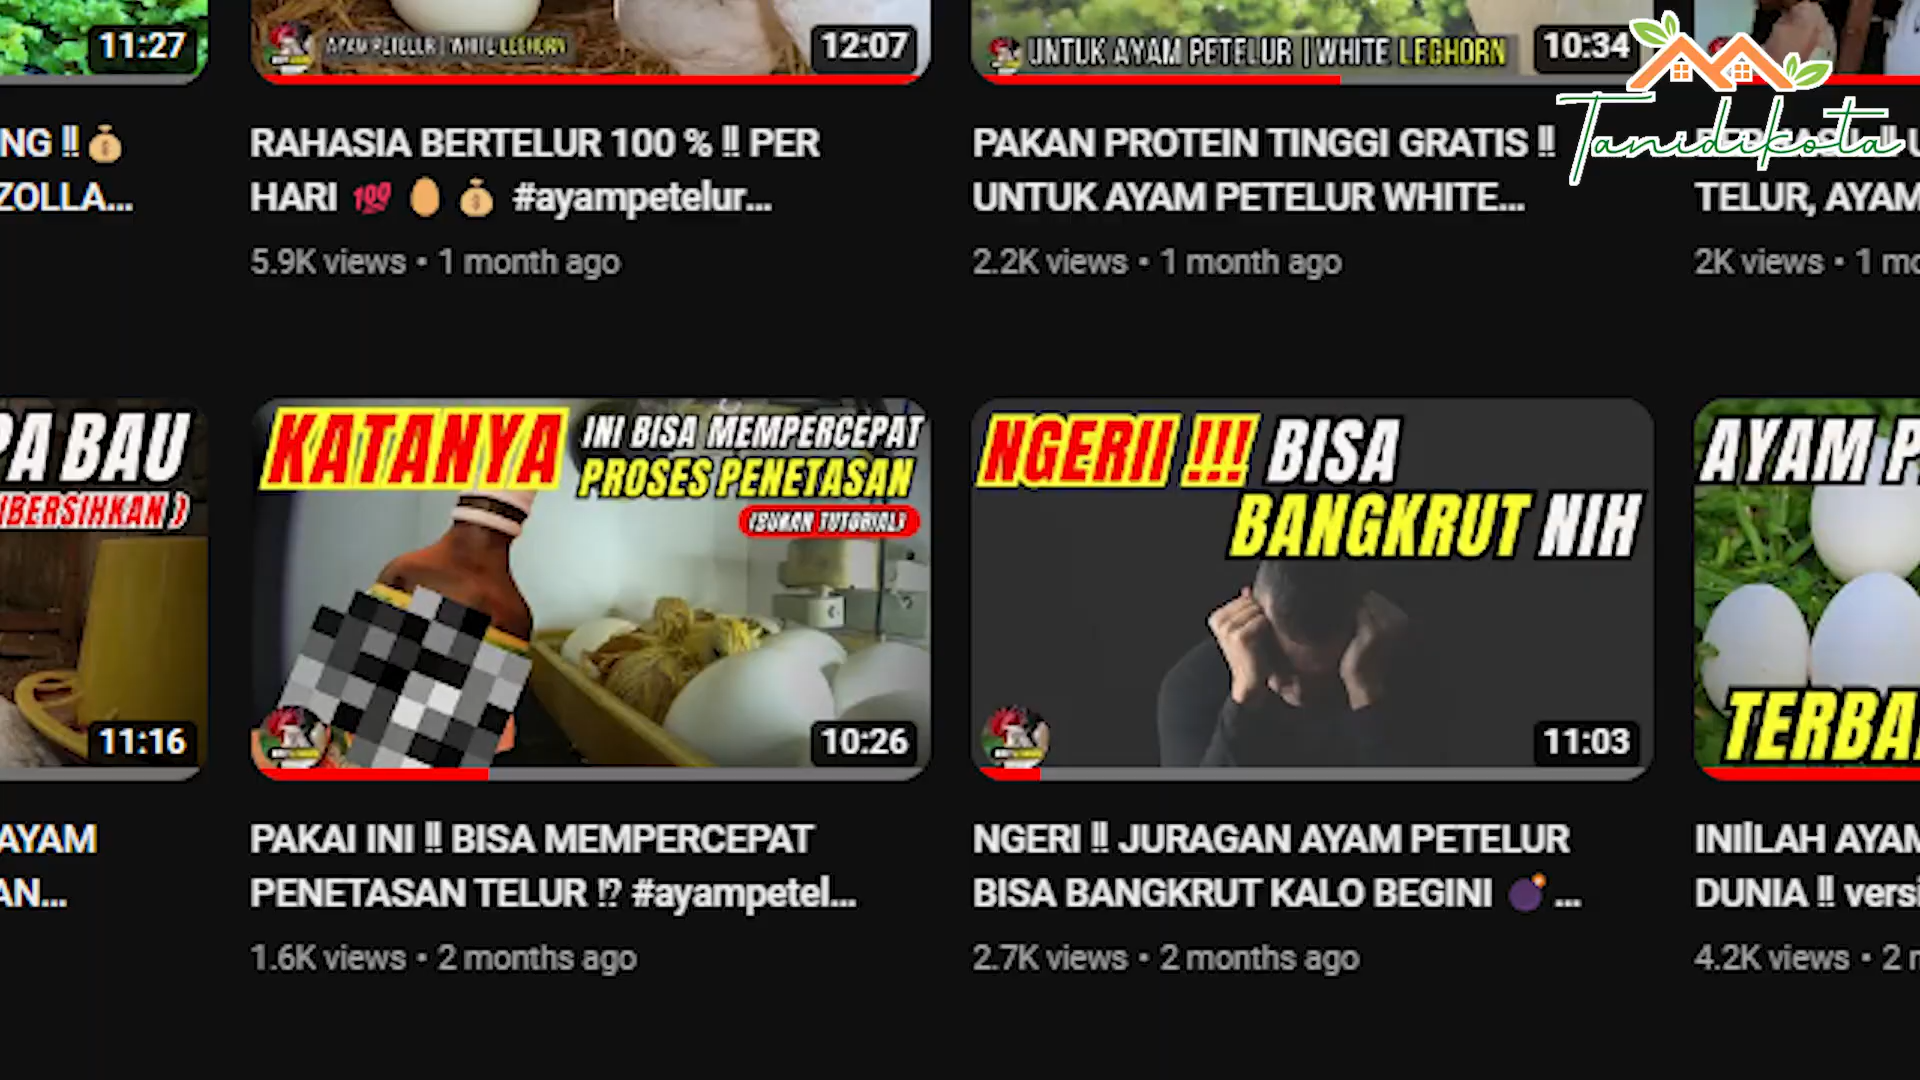 11:27
AYAM PETELUR | WHITE LEGHORN
12:07
UNTUK AYAM PETELUR | WHITE LEGHORN
10:34
Tanidikota
NG ‼💰
ZOLLA...
RAHASIA BERTELUR 100 % ‼ PER
HARI 💯 🥚 💰 #ayampetelur...
5.9K views • 1 month ago
PAKAN PROTEIN TINGGI GRATIS ‼
UNTUK AYAM PETELUR WHITE...
2.2K views • 1 month ago
TELUR, AYAM
2K views • 1 mo
PA BAU
IBERSIHKAN )
11:16
KATANYA
INI BISA MEMPERCEPAT
PROSES PENETASAN
(BUKAN TUTORIAL)
10:26
NGERII !!! BISA
BANGKRUT NIH
11:03
AYAM P
TERBA
AYAM
AN...
PAKAI INI ‼ BISA MEMPERCEPAT
PENETASAN TELUR ⁉ #ayampetel...
1.6K views • 2 months ago
NGERI ‼ JURAGAN AYAM PETELUR
BISA BANGKRUT KALO BEGINI 💣 ...
2.7K views • 2 months ago
INIILAH AYAM
DUNIA ‼ versi
4.2K views • 2 m